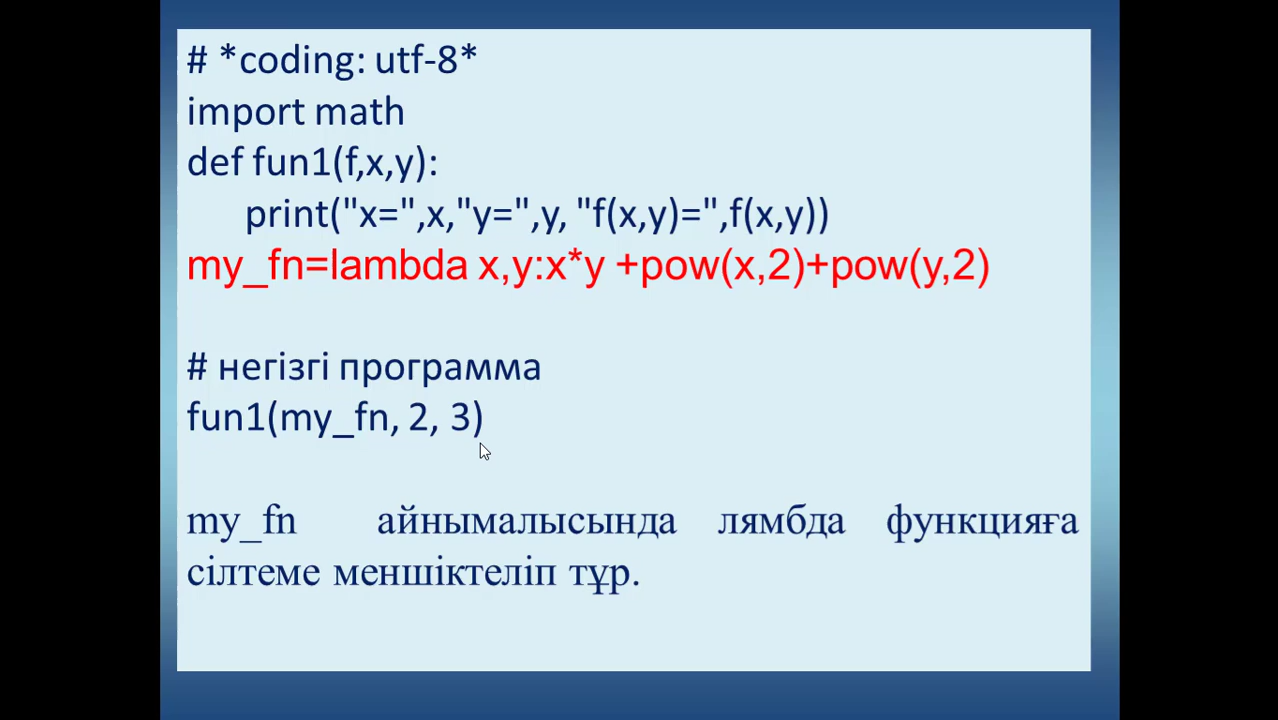 # *coding: utf-8*
import math
def fun1(f,x,y):
print("x=",x,"y=",y, "f(x,y)=",f(x,y))
my_fn=lambda x,y:x*y +pow(x,2)+pow(y,2)
# негізгі программа
fun1(my_fn, 2, 3)
my_fn айнымалысында лямбда функцияға
сілтеме меншіктеліп тұр.